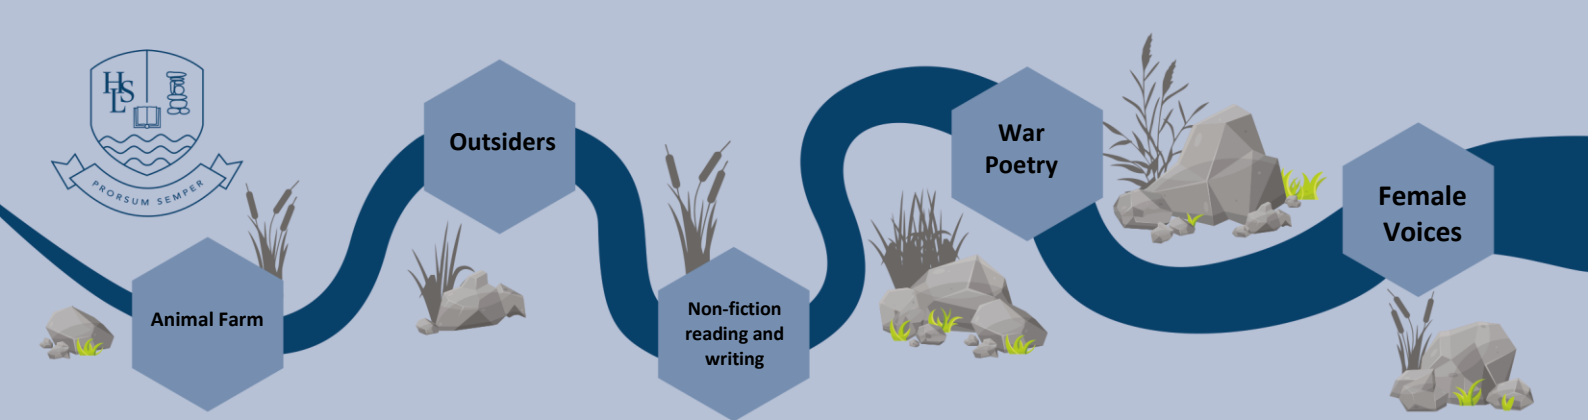 HLS
PRORSUM SEMPER
Animal Farm
Outsiders
Non-fiction
reading and
writing
War
Poetry
Female
Voices